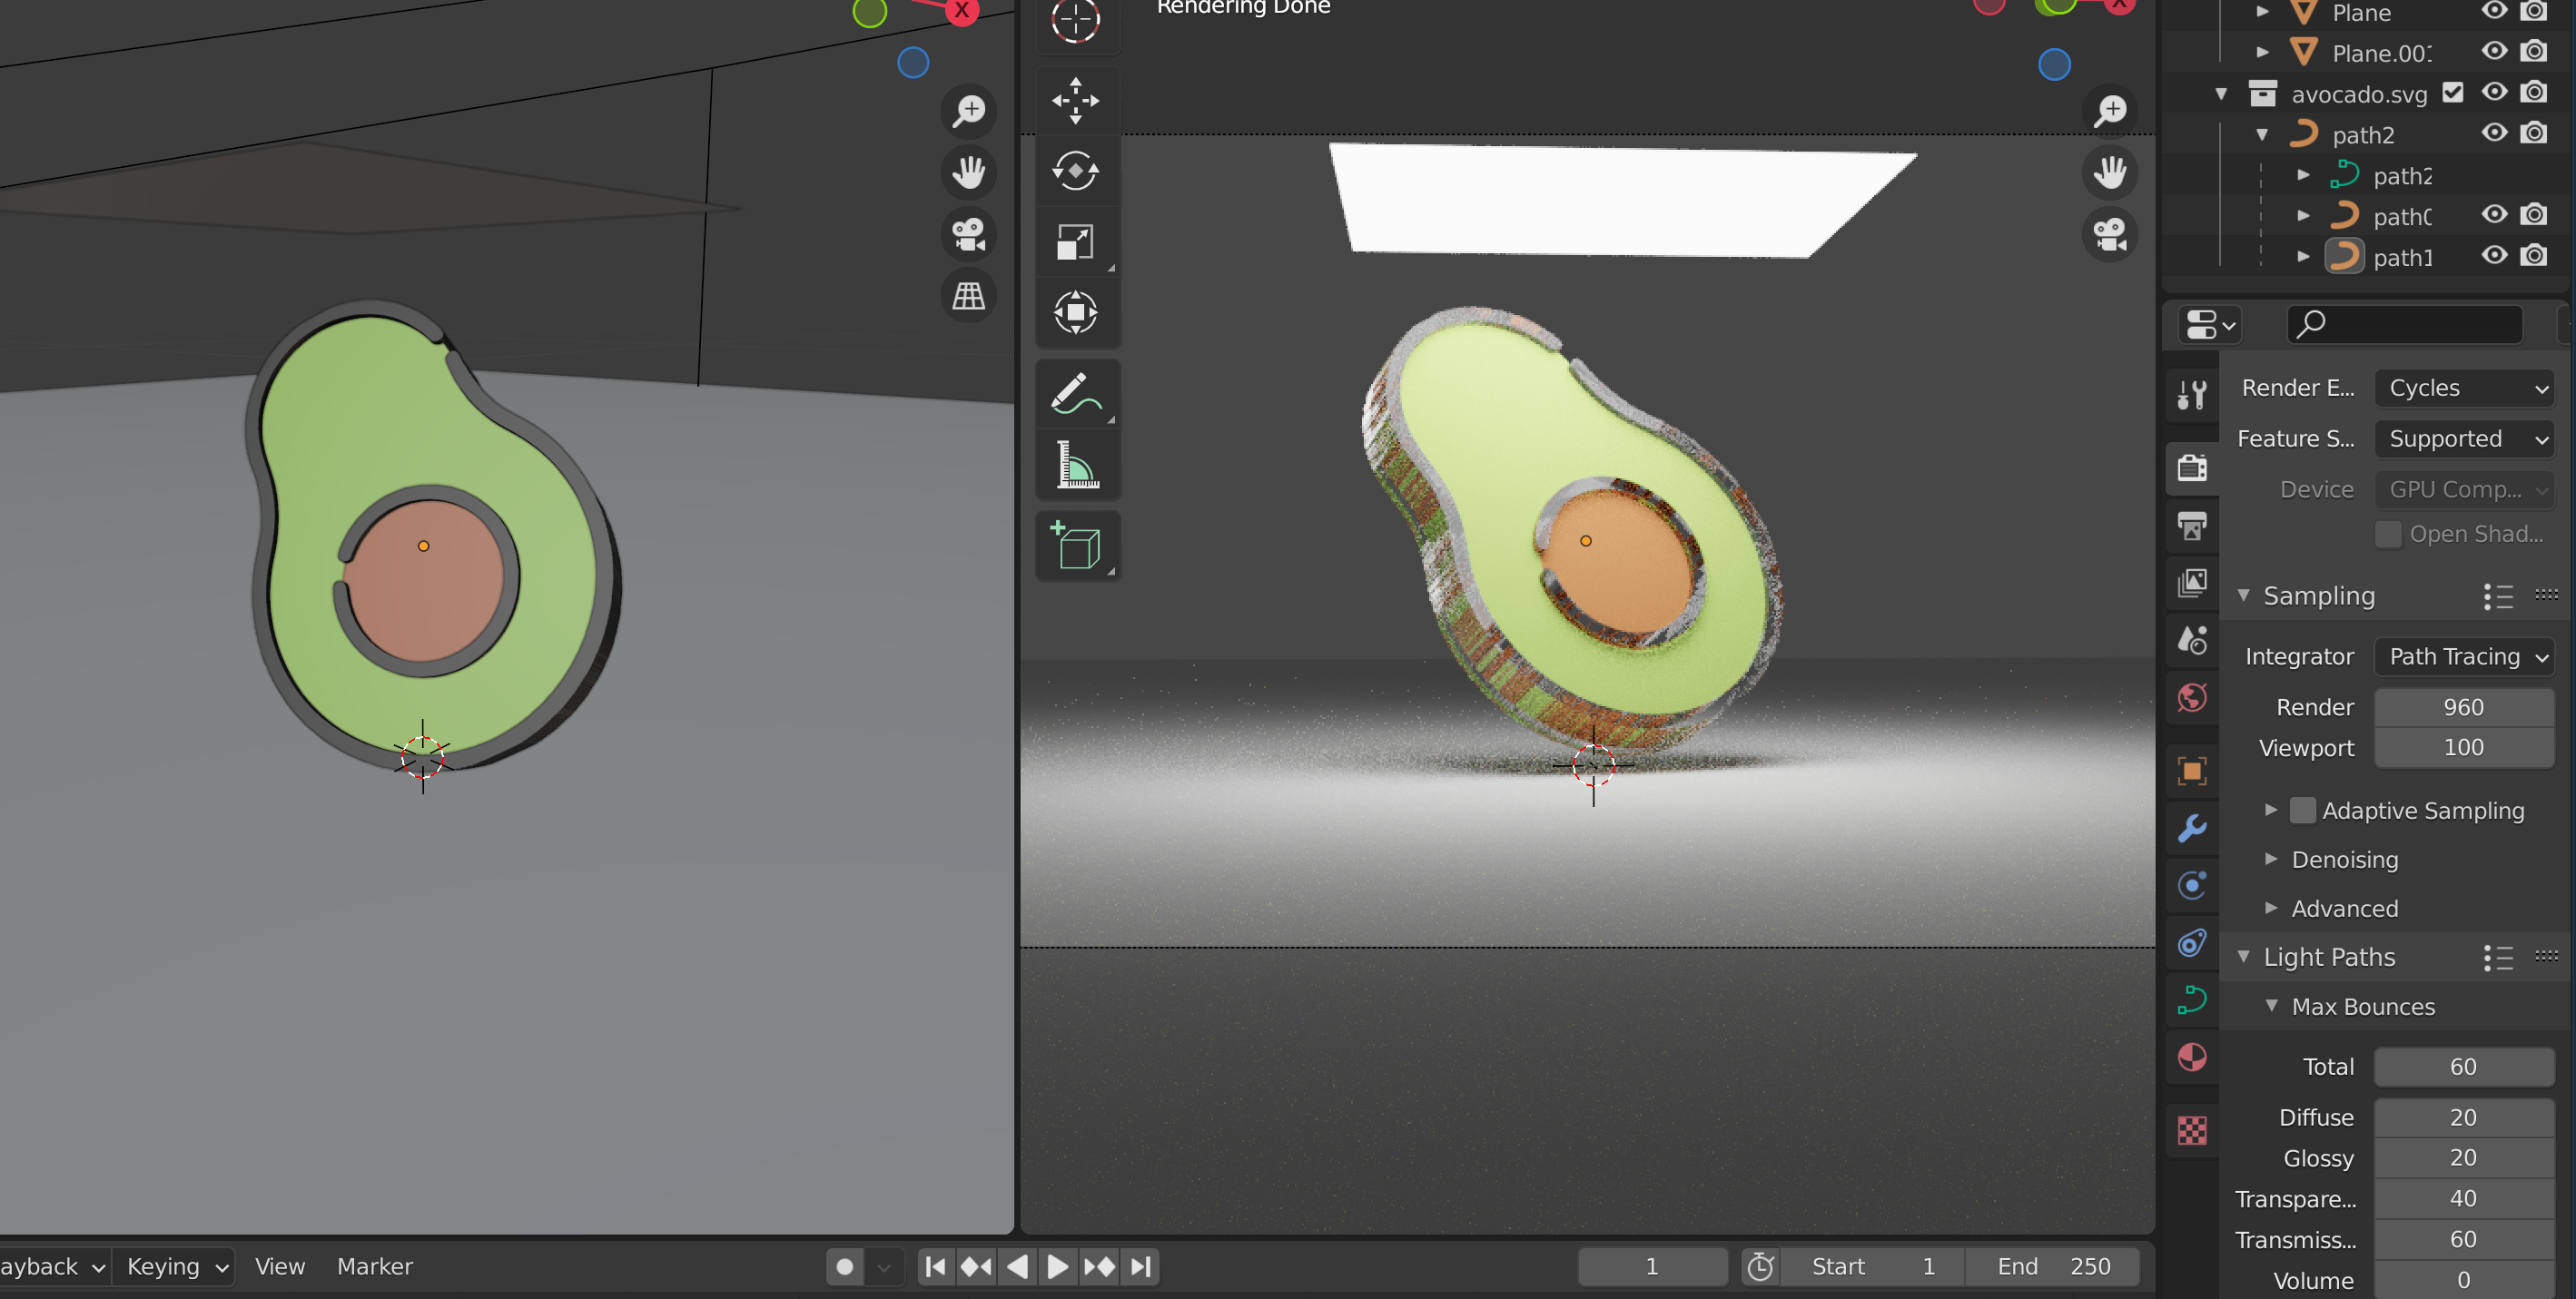 X
Rendering Done
X
Plane
Plane.001
avocado.svg
path2
path2
path0
path1
Render E...
Cycles
Feature S...
Supported
Device
GPU Comp...
Open Shad...
Sampling
Integrator
Path Tracing
Render
960
Viewport
100
Adaptive Sampling
Denoising
Advanced
Light Paths
Max Bounces
Total
60
Diffuse
20
Glossy
20
Transpare...
40
Transmiss...
60
Volume
0
ayback
Keying
View
Marker
1
Start 1
End 250